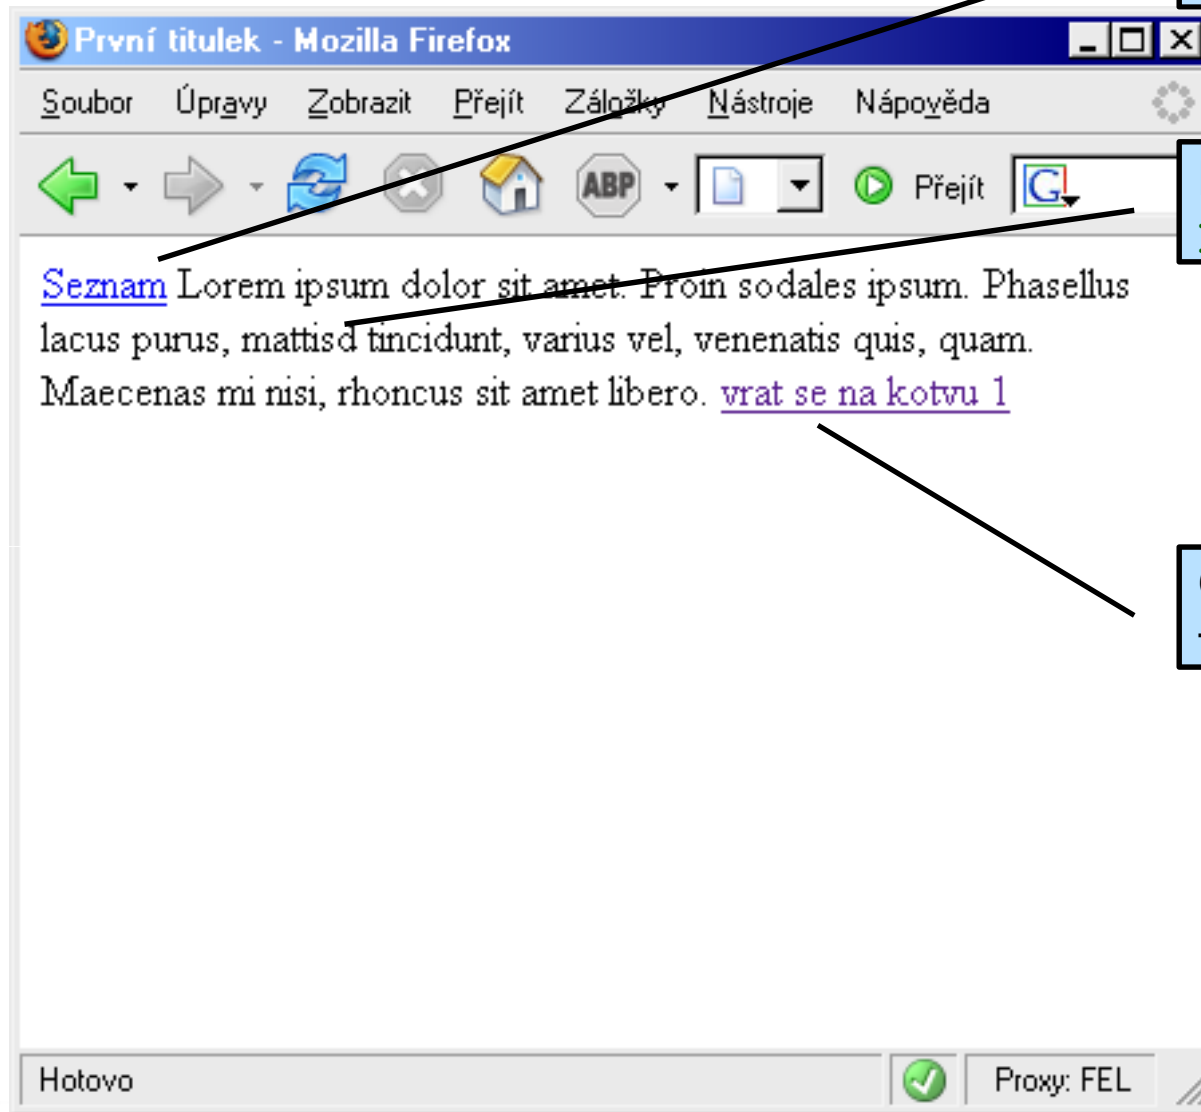 První titulek - Mozilla Firefox
Soubor Úpravy Zobrazit Přejít Záložky Nástroje Nápověda
ABP Přejít G
Seznam Lorem ipsum dolor sit amet. Proin sodales ipsum. Phasellus
lacus purus, mattisd tincidunt, varius vel, venenatis quis, quam.
Maecenas mi nisi, rhoncus sit amet libero. vrat se na kotvu 1
Hotovo Proxy: FEL